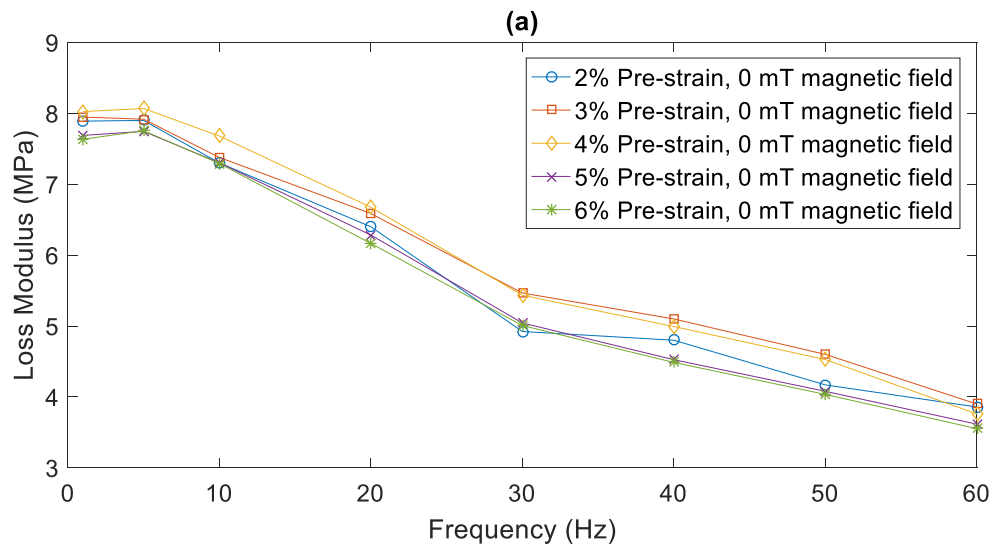 (a)
9
8
7
6
5
4
3
Loss Modulus (MPa)
2% Pre-strain, 0 mT magnetic field
3% Pre-strain, 0 mT magnetic field
4% Pre-strain, 0 mT magnetic field
5% Pre-strain, 0 mT magnetic field
6% Pre-strain, 0 mT magnetic field
0 10 20 30 40 50 60
Frequency (Hz)